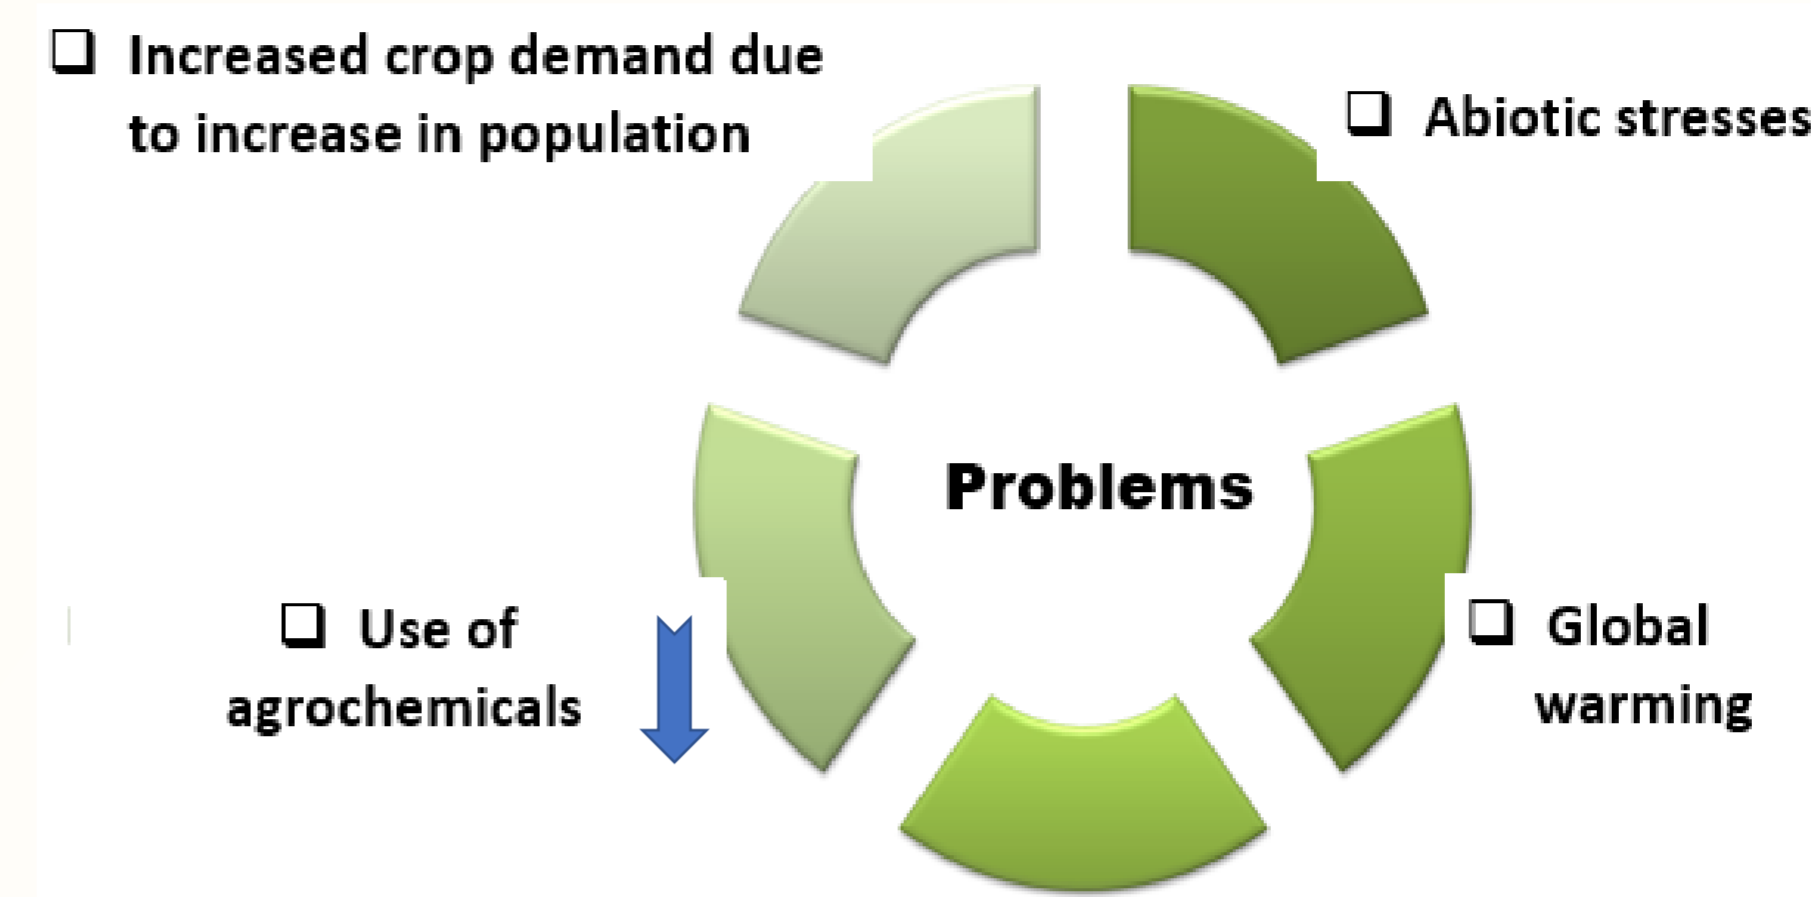 ❑ Increased crop demand due
to increase in population
❑ Abiotic stresses
Problems
❑ Use of
agrochemicals
❑ Global
warming